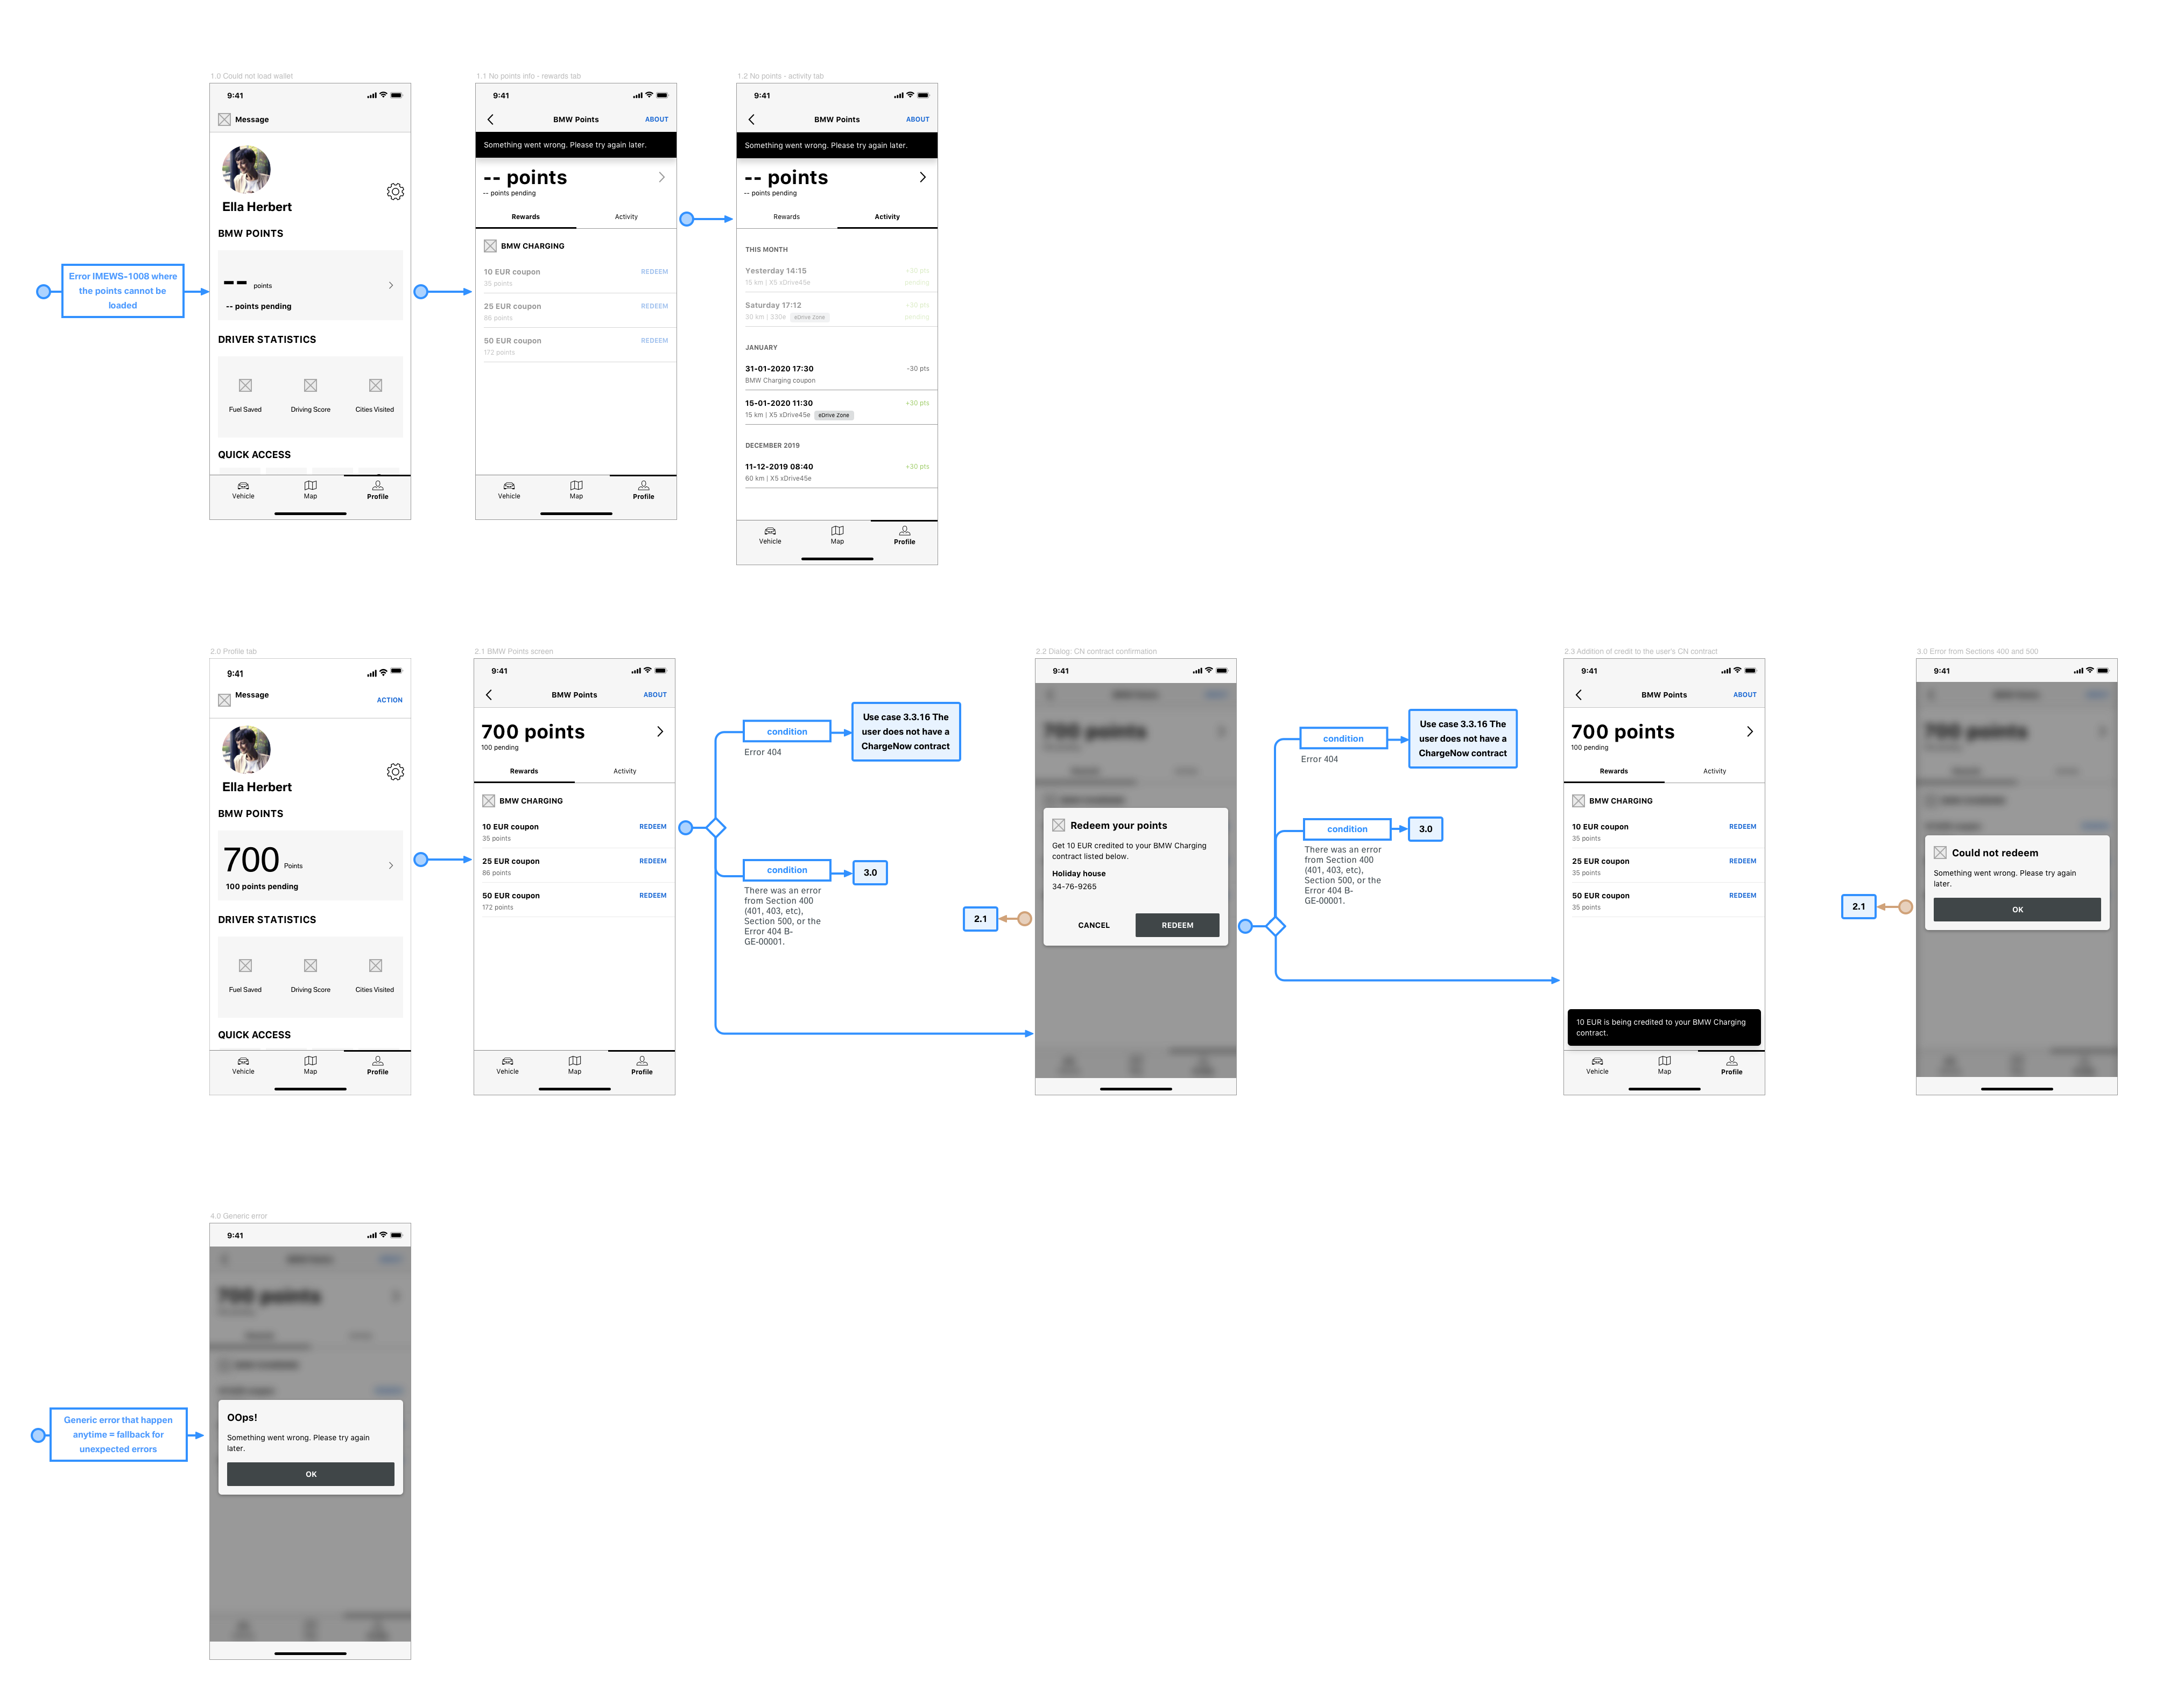 1.0 Could not load wallet
9:41
Message
Ella Herbert
BMW POINTS
-- points
-- points pending
DRIVER STATISTICS
Fuel Saved
Driving Score
Cities Visited
QUICK ACCESS
Vehicle
Map
Profile
Error IMEWS-1008 where
the points cannot be
loaded
1.1 No points info - rewards tab
9:41
BMW Points
ABOUT
Something went wrong. Please try again later.
-- points
-- points pending
Rewards
Activity
BMW CHARGING
10 EUR coupon
REDEEM
35 points
25 EUR coupon
REDEEM
86 points
50 EUR coupon
REDEEM
172 points
Vehicle
Map
Profile
1.2 No points - activity tab
9:41
BMW Points
ABOUT
Something went wrong. Please try again later.
-- points
-- points pending
Rewards
Activity
THIS MONTH
Yesterday 14:15
+30 pts
15 km | X5 xDrive45e
pending
Saturday 17:12
+30 pts
30 km | 330e
eDrive Zone
pending
JANUARY
31-01-2020 17:30
-30 pts
BMW Charging coupon
15-01-2020 11:30
+30 pts
15 km | X5 xDrive45e
eDrive Zone
DECEMBER 2019
11-12-2019 08:40
+30 pts
60 km | X5 xDrive45e
Vehicle
Map
Profile
2.0 Profile tab
9:41
Message
ACTION
Ella Herbert
BMW POINTS
700 Points
100 points pending
DRIVER STATISTICS
Fuel Saved
Driving Score
Cities Visited
QUICK ACCESS
Vehicle
Map
Profile
2.1 BMW Points screen
9:41
BMW Points
ABOUT
700 points
100 pending
Rewards
Activity
BMW CHARGING
10 EUR coupon
REDEEM
35 points
25 EUR coupon
REDEEM
86 points
50 EUR coupon
REDEEM
172 points
Vehicle
Map
Profile
condition
Error 404
Use case 3.3.16 The
user does not have a
ChargeNow contract
condition
3.0
There was an error
from Section 400
(401, 403, etc),
Section 500, or the
Error 404 B-
GE-00001.
2.1
2.2 Dialog: CN contract confirmation
9:41
700 points
Redeem your points
Get 10 EUR credited to your BMW Charging
contract listed below.
Holiday house
34-76-9265
CANCEL
REDEEM
condition
Error 404
Use case 3.3.16 The
user does not have a
ChargeNow contract
condition
3.0
There was an error
from Section 400
(401, 403, etc),
Section 500, or the
Error 404 B-
GE-00001.
2.3 Addition of credit to the user's CN contract
9:41
BMW Points
ABOUT
700 points
100 pending
Rewards
Activity
BMW CHARGING
10 EUR coupon
REDEEM
35 points
25 EUR coupon
REDEEM
35 points
50 EUR coupon
REDEEM
35 points
10 EUR is being credited to your BMW Charging
contract.
Vehicle
Map
Profile
2.1
3.0 Error from Sections 400 and 500
9:41
700 points
Could not redeem
Something went wrong. Please try again
later.
OK
4.0 Generic error
9:41
700 points
OOps!
Something went wrong. Please try again
later.
OK
Generic error that happen
anytime = fallback for
unexpected errors